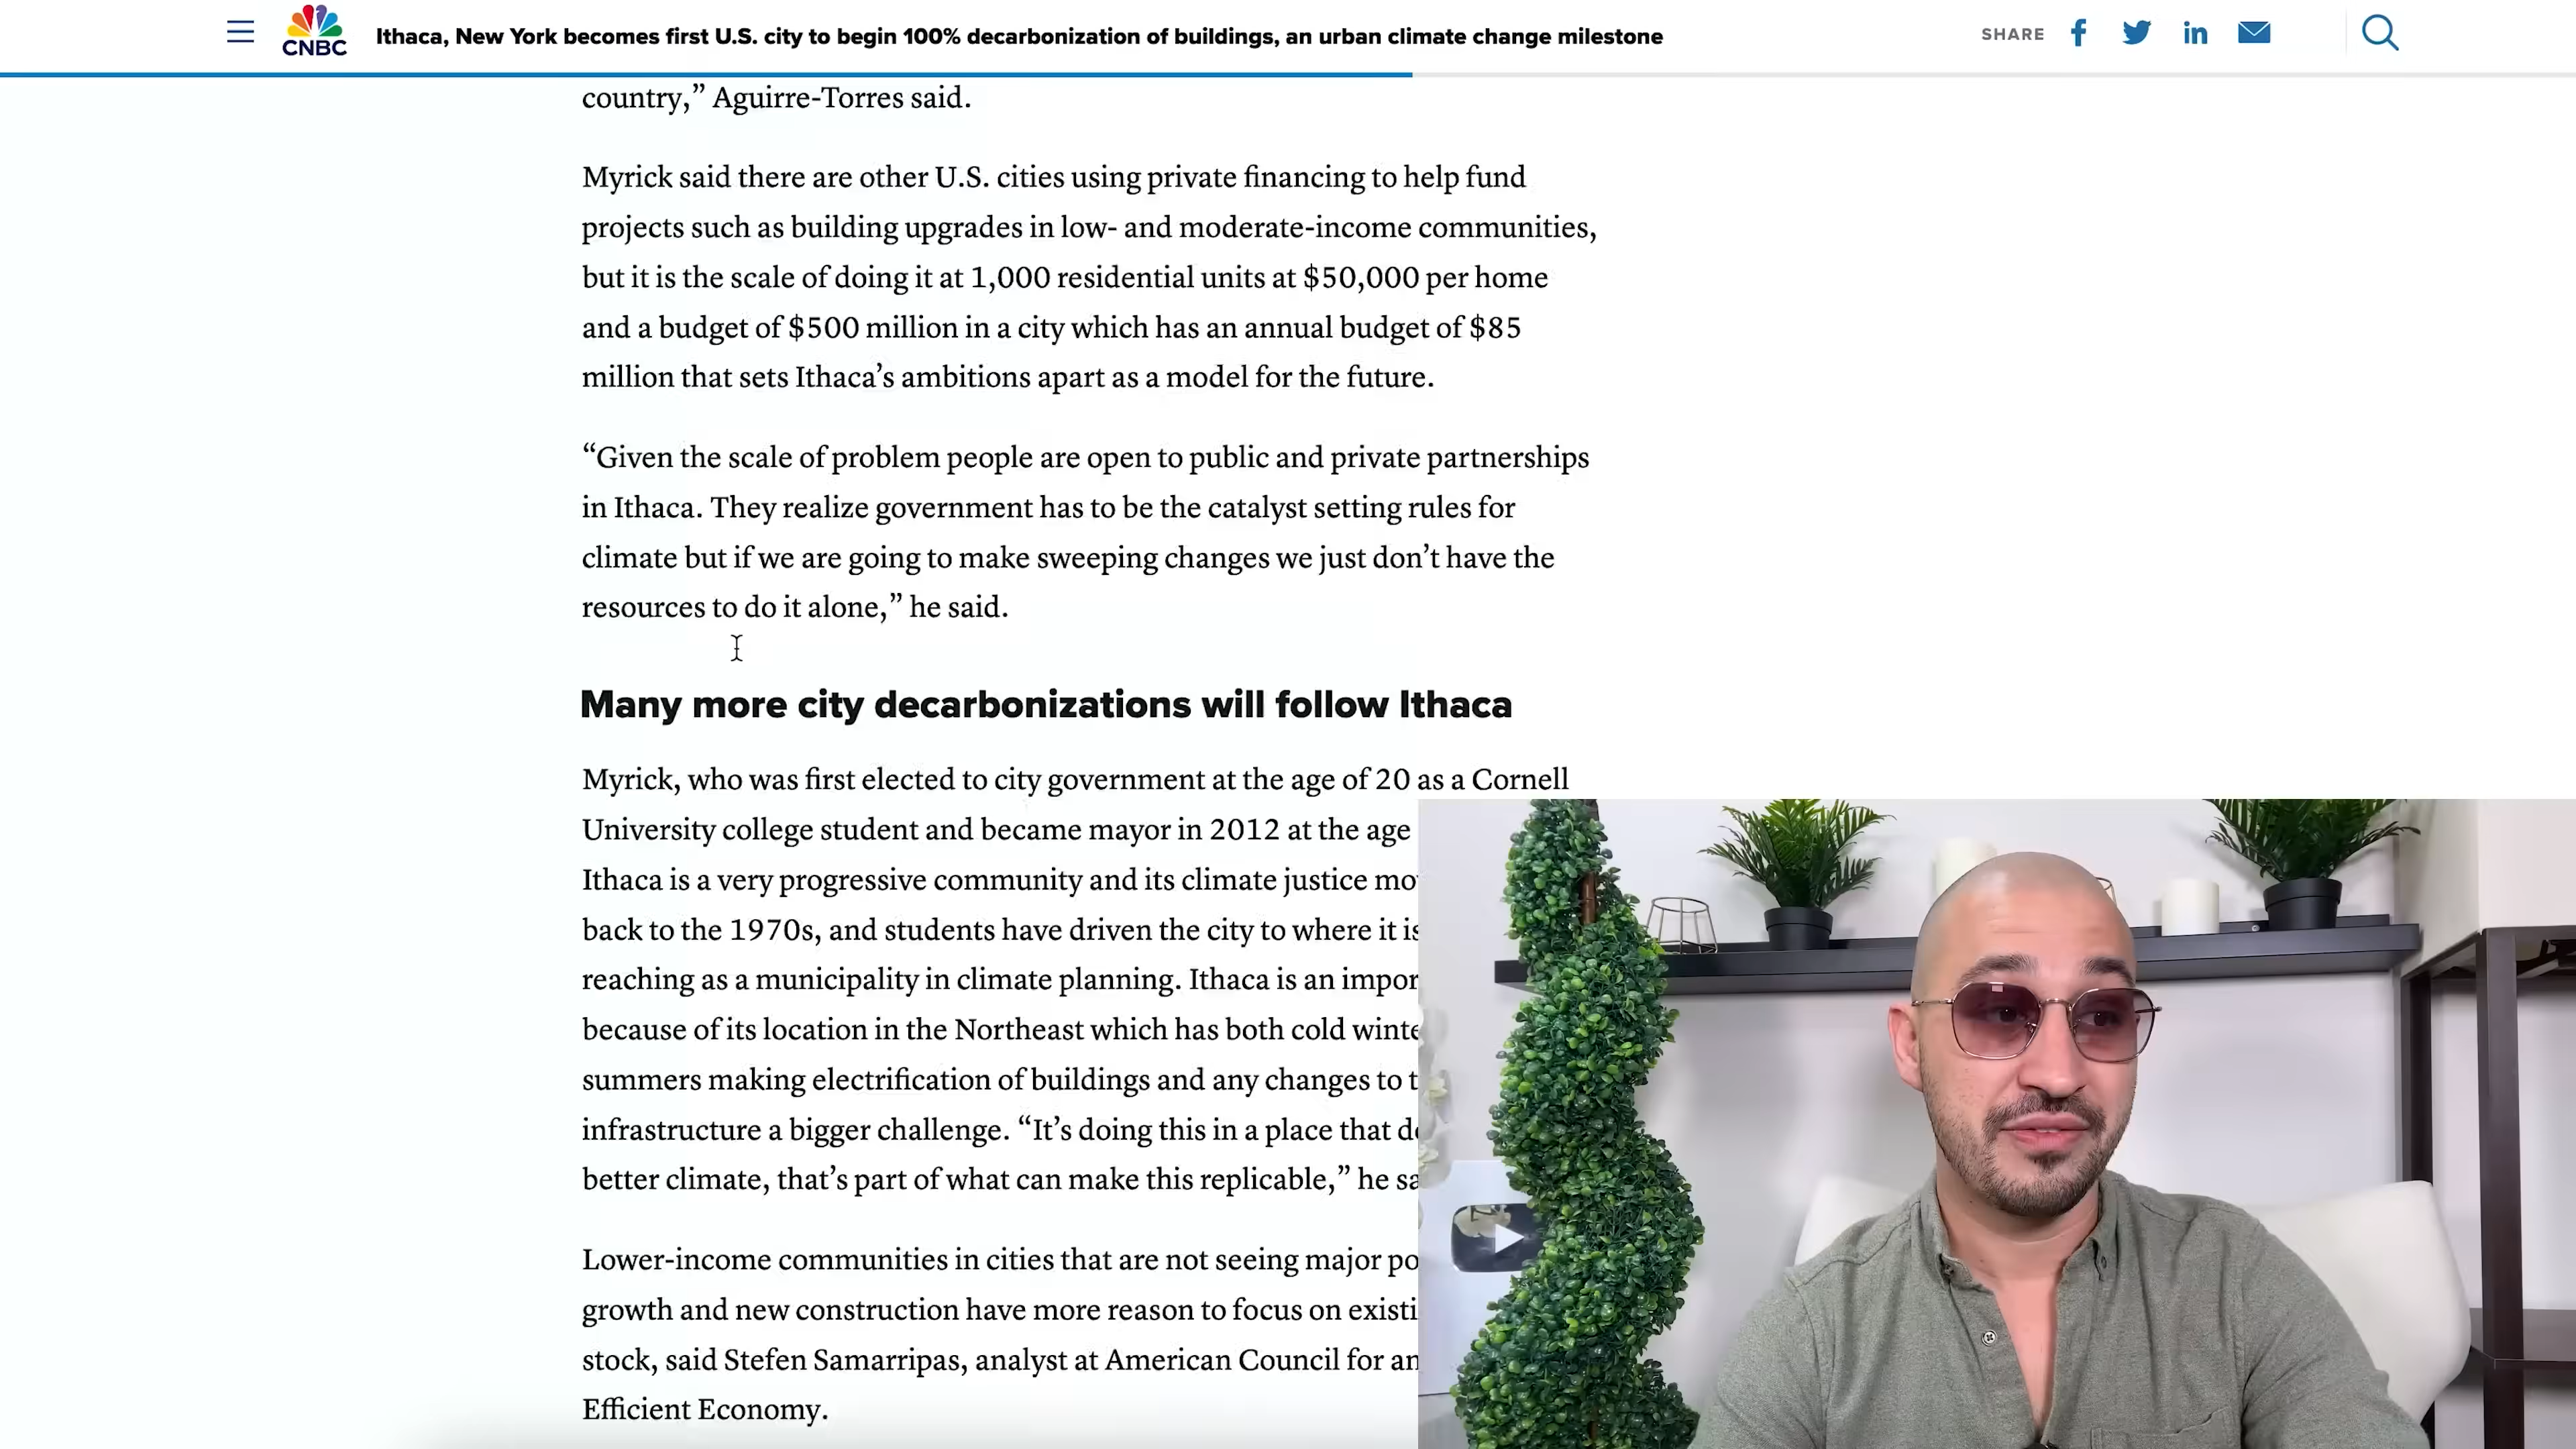 CNBC
Ithaca, New York becomes first U.S. city to begin 100% decarbonization of buildings, an urban climate change milestone
SHARE
country,” Aguirre-Torres said.
Myrick said there are other U.S. cities using private financing to help fund
projects such as building upgrades in low- and moderate-income communities,
but it is the scale of doing it at 1,000 residential units at $50,000 per home
and a budget of $500 million in a city which has an annual budget of $85
million that sets Ithaca’s ambitions apart as a model for the future.
“Given the scale of problem people are open to public and private partnerships
in Ithaca. They realize government has to be the catalyst setting rules for
climate but if we are going to make sweeping changes we just don’t have the
resources to do it alone,” he said.
Many more city decarbonizations will follow Ithaca
Myrick, who was first elected to city government at the age of 20 as a Cornell
University college student and became mayor in 2012 at the age
Ithaca is a very progressive community and its climate justice
back to the 1970s, and students have driven the city to where it is
reaching as a municipality in climate planning. Ithaca is an
because of its location in the Northeast which has both cold
summers making electrification of buildings and any changes to
infrastructure a bigger challenge. “It’s doing this in a place that
better climate, that’s part of what can make this replicable,” he
Lower-income communities in cities that are not seeing major
growth and new construction have more reason to focus on
stock, said Stefen Samarripas, analyst at American Council for an
Efficient Economy.